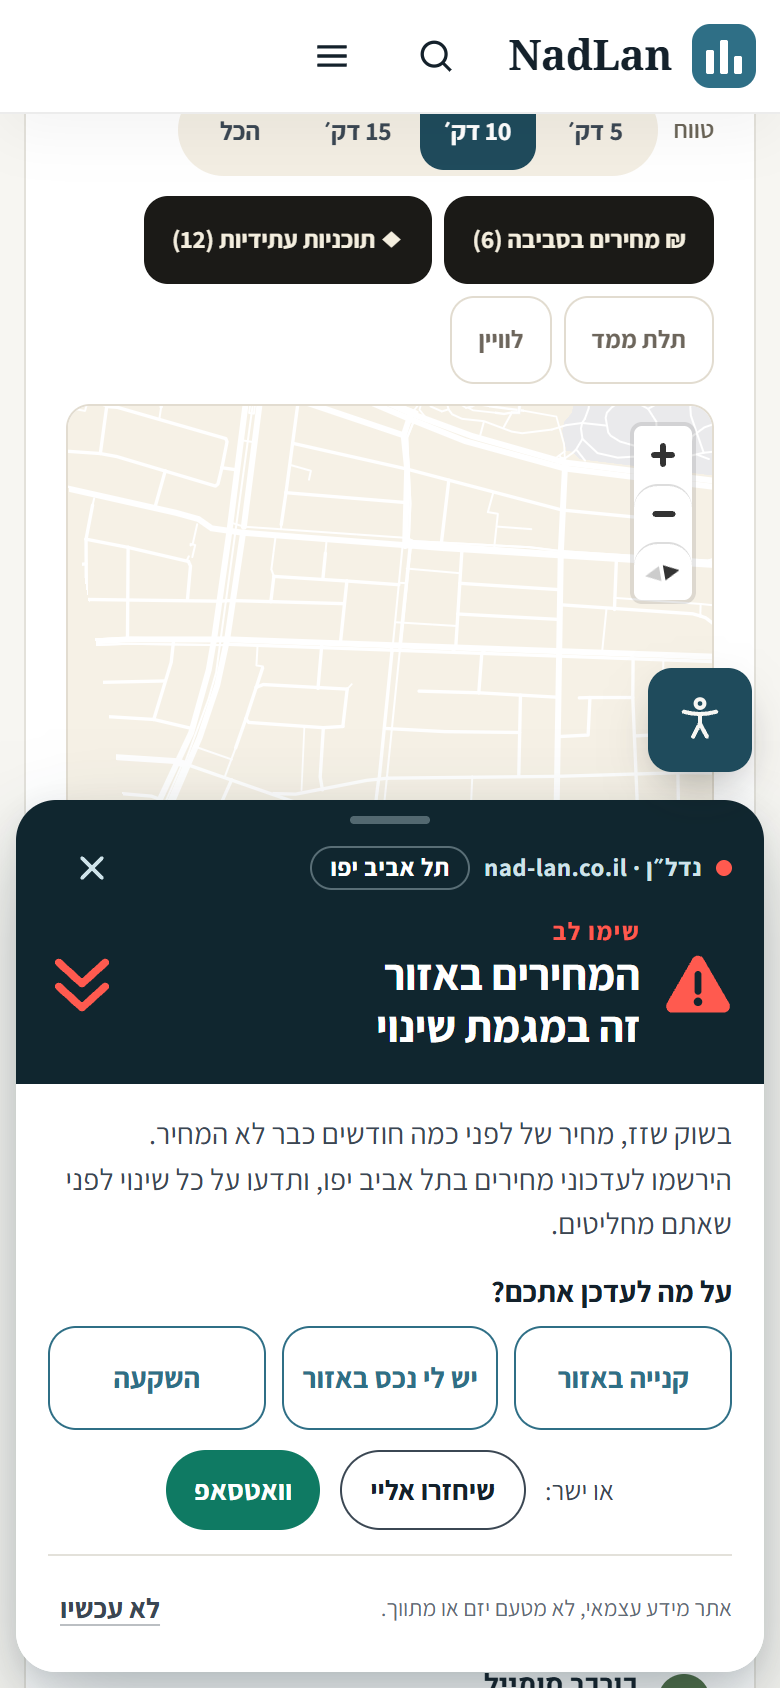 NadLan
טווח 5 דק׳ 10 דק׳ 15 דק׳ הכל
₪ מחירים בסביבה (6) ◆ תוכניות עתידיות (12)
תלת ממד לוויין
נדל״ן · nad-lan.co.il תל אביב יפו
שימו לב
המחירים באזור
זה במגמת שינוי
בשוק שזז, מחיר של לפני כמה חודשים כבר לא המחיר.
הירשמו לעדכוני מחירים בתל אביב יפו, ותדעו על כל שינוי לפני
שאתם מחליטים.
על מה לעדכן אתכם?
קנייה באזור יש לי נכס באזור השקעה
או ישר: שיחזרו אליי וואטסאפ
אתר מידע עצמאי, לא מטעם יזם או מתווך. לא עכשיו